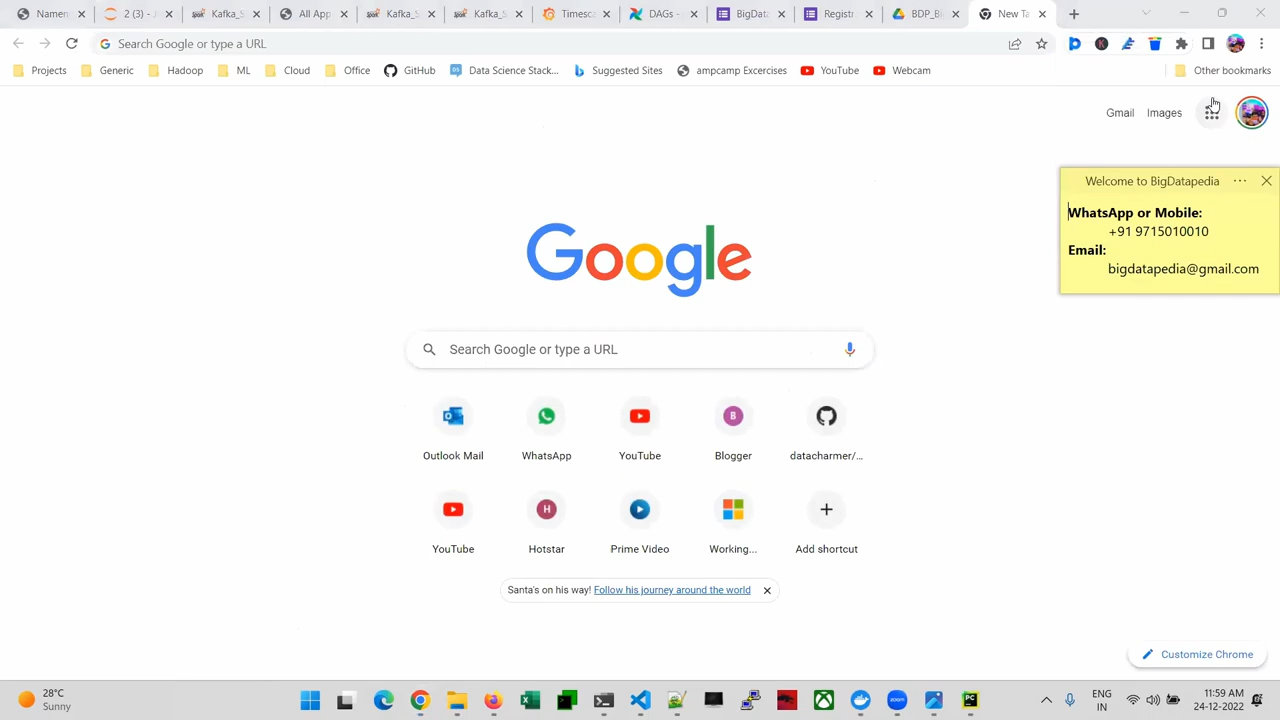 Namen
2 (3) - J
Kafka_S
All App
Kafka_S
Kafka_S
Timesc
DAGs -
BigData
Registr
BDP_Bi
New Ta
Search Google or type a URL
Projects
Generic
Hadoop
ML
Cloud
Office
GitHub
Data Science Stack...
Suggested Sites
ampcamp Excercises
YouTube
Webcam
Other bookmarks
Gmail
Images
Welcome to BigDatapedia
WhatsApp or Mobile:
+91 9715010010
Email:
bigdatapedia@gmail.com
Google
Search Google or type a URL
Outlook Mail
WhatsApp
YouTube
Blogger
datacharmer/...
YouTube
Hotstar
Prime Video
Working...
Add shortcut
Santa's on his way! Follow his journey around the world
Customize Chrome
28°C
Sunny
ENG
IN
11:59 AM
24-12-2022